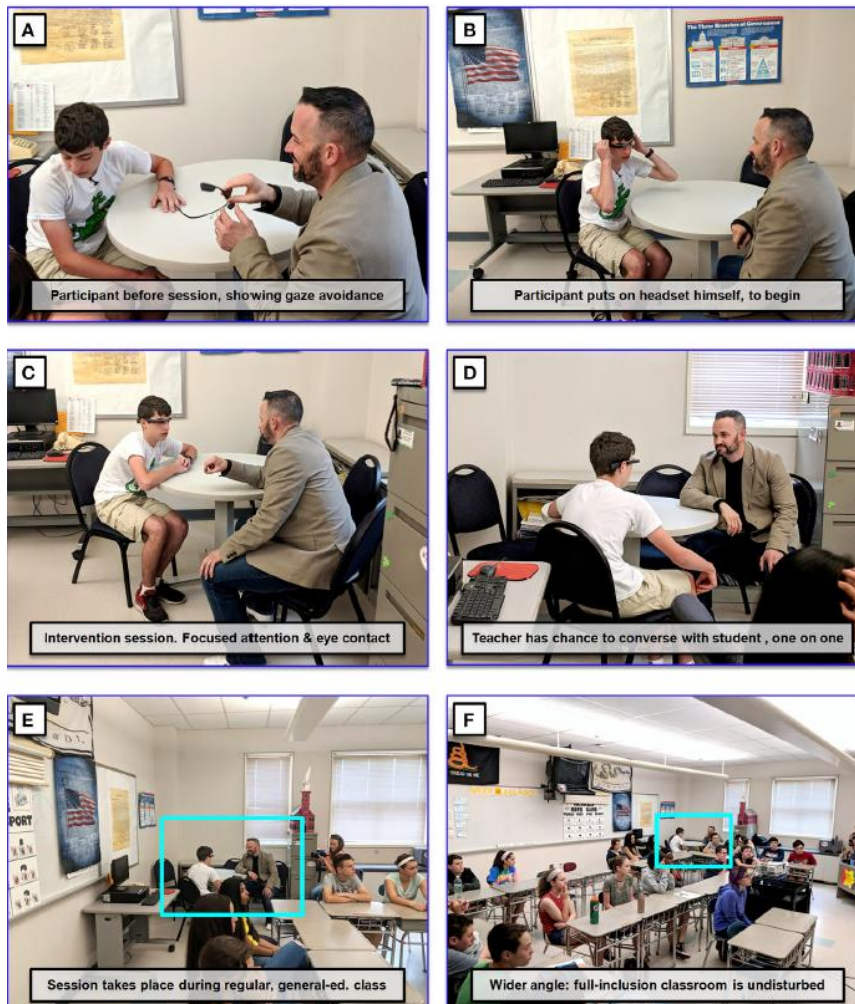 A
B
The Three Branches of Government
Participant before session, showing gaze avoidance
Participant puts on headset himself, to begin
C
D
Intervention session. Focused attention & eye contact
Teacher has chance to converse with student , one on one
E
F
PORT
Session takes place during regular, general-ed. class
Wider angle: full-inclusion classroom is undisturbed